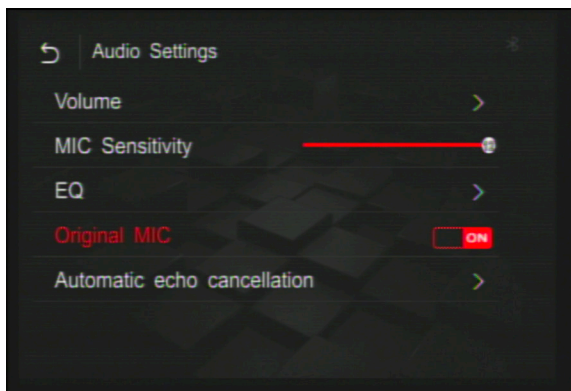 Audio Settings
Volume
MIC Sensitivity
EQ
Original MIC
ON
Automatic echo cancellation